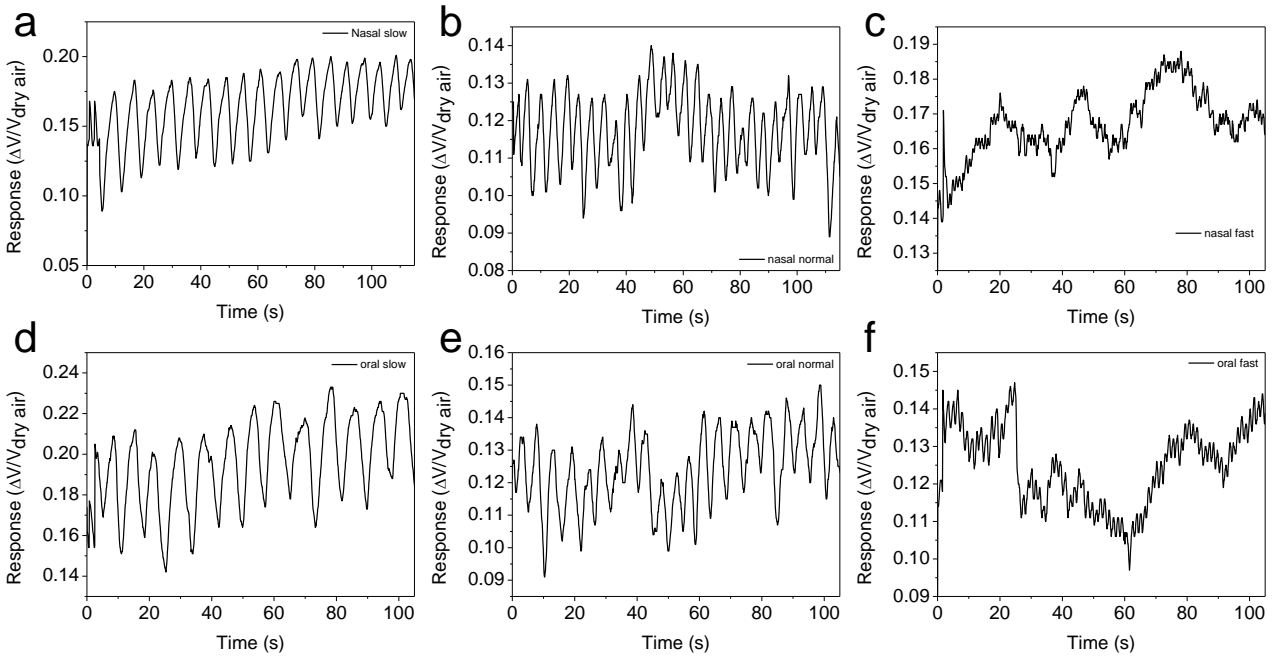 a
Nasal slow
0.20
0.15
0.10
0.05
Response (ΔV/Vdry air)
0 20 40 60 80 100
Time (s)
b
nasal normal
0.14
0.13
0.12
0.11
0.10
0.09
0.08
Response (ΔV/Vdry air)
0 20 40 60 80 100
Time (s)
c
nasal fast
0.19
0.18
0.17
0.16
0.15
0.14
0.13
Response (ΔV/Vdry air)
0 20 40 60 80 100
Time (s)
d
oral slow
0.24
0.22
0.20
0.18
0.16
0.14
Response (ΔV/Vdry air)
0 20 40 60 80 100
Time (s)
e
oral normal
0.16
0.15
0.14
0.13
0.12
0.11
0.10
0.09
Response (ΔV/Vdry air)
0 20 40 60 80 100
Time (s)
f
oral fast
0.15
0.14
0.13
0.12
0.11
0.10
0.09
Response (ΔV/Vdry air)
0 20 40 60 80 100
Time (s)